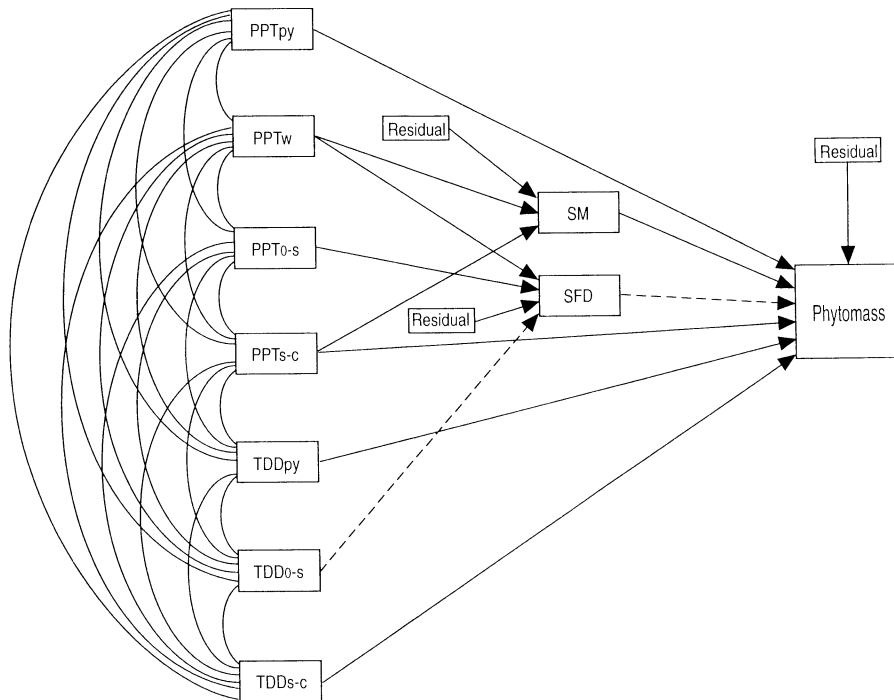 PPTpy
PPTw
Residual
Residual
SM
PPT0-s
SFD
Residual
Phytomass
PPTs-c
TDDpy
TDD0-s
TDDs-c